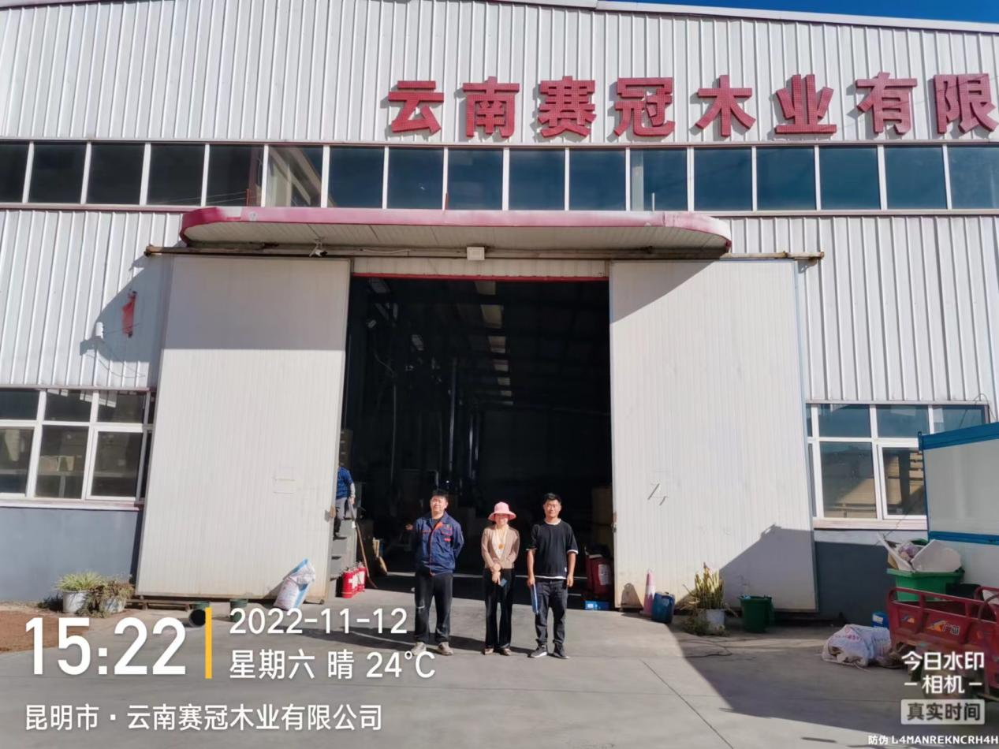 云南赛冠木业有限
15:22
2022-11-12
星期六 晴 24℃
昆明市·云南赛冠木业有限公司
今日水印
相机
真实时间
防伪 L4MANREKNCRH4H